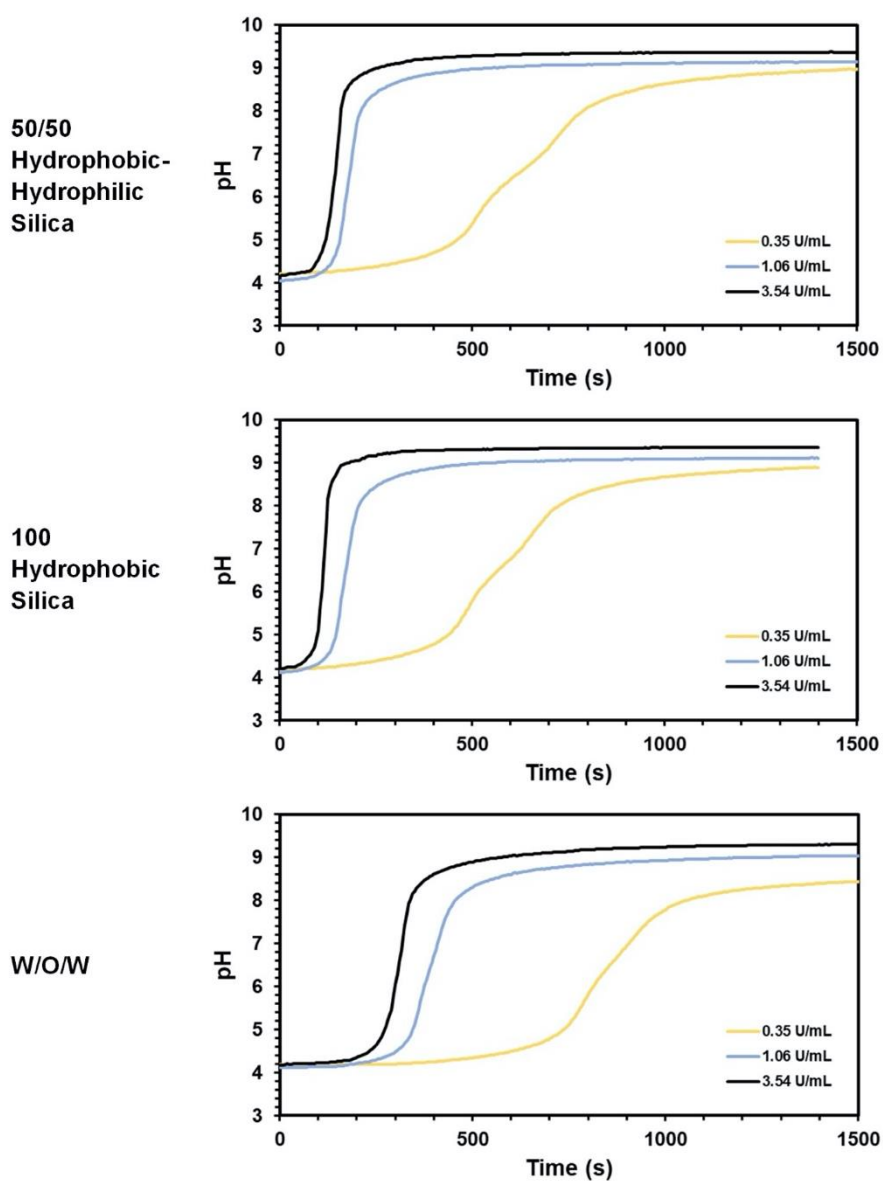 50/50
Hydrophobic-
Hydrophilic
Silica
10
9
8
7
6
5
4
3
pH
0.35 U/mL
1.06 U/mL
3.54 U/mL
0 500 1000 1500
Time (s)
100
Hydrophobic
Silica
10
9
8
7
6
5
4
3
pH
0.35 U/mL
1.06 U/mL
3.54 U/mL
0 500 1000 1500
Time (s)
W/O/W
10
9
8
7
6
5
4
3
pH
0.35 U/mL
1.06 U/mL
3.54 U/mL
0 500 1000 1500
Time (s)